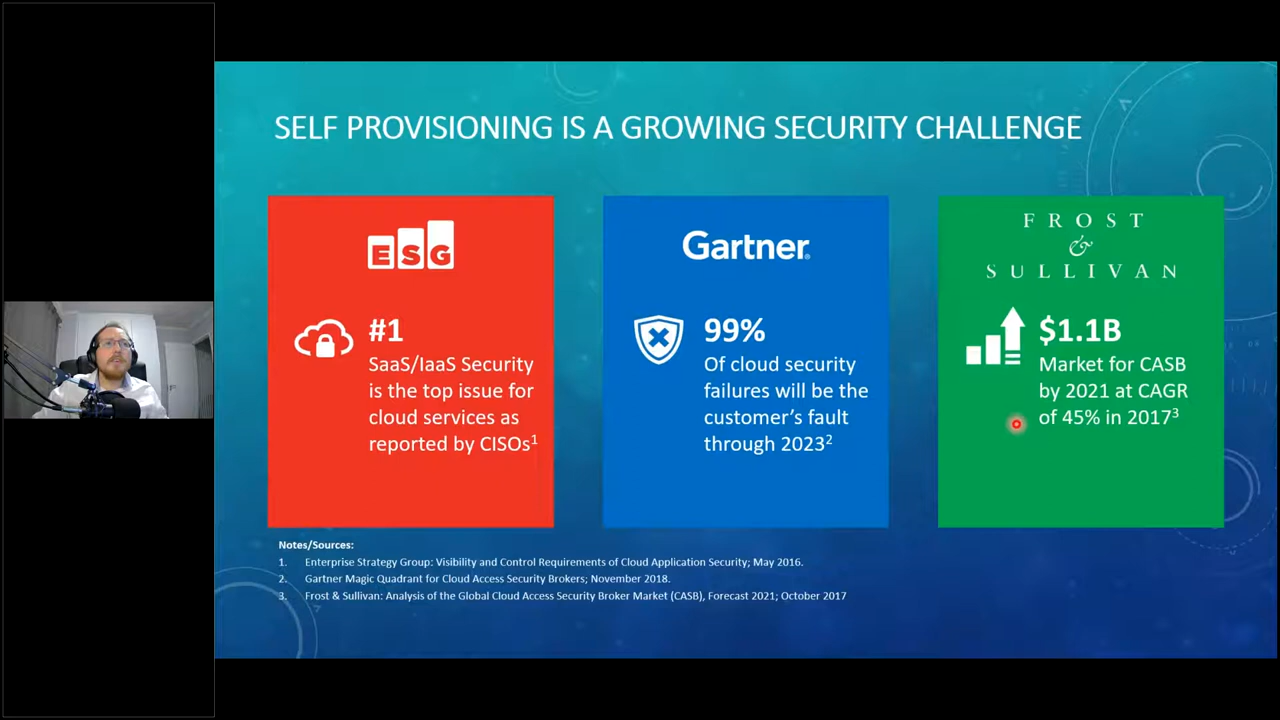 SELF PROVISIONING IS A GROWING SECURITY CHALLENGE
ESG
#1
SaaS/IaaS Security
is the top issue for
cloud services as
reported by CISOs1
Gartner.
99%
Of cloud security
failures will be the
customer's fault
through 20232
FROST
&
SULLIVAN
$1.1B
Market for CASB
by 2021 at CAGR
of 45% in 20173
Notes/Sources:
1. Enterprise Strategy Group: Visibility and Control Requirements of Cloud Application Security; May 2016.
2. Gartner Magic Quadrant for Cloud Access Security Brokers; November 2018.
3. Frost & Sullivan: Analysis of the Global Cloud Access Security Broker Market (CASB), Forecast 2021; October 2017